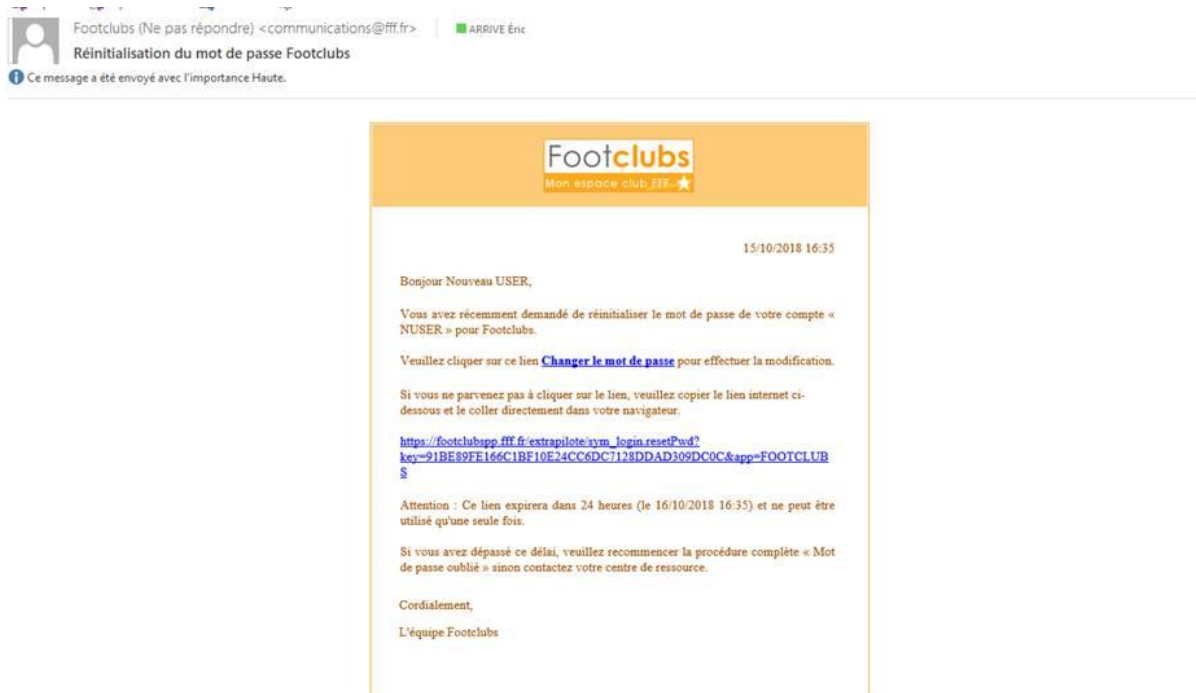 Footclubs (Ne pas répondre) <communications@fff.fr>
ARRIVE Éric
Réinitialisation du mot de passe Footclubs
Ce message a été envoyé avec l'importance Haute.
Footclubs
Mon espace club FFF
15/10/2018 16:35
Bonjour Nouveau USER,
Vous avez récemment demandé de réinitialiser le mot de passe de votre compte «
NUSER » pour Footclubs.
Veuillez cliquer sur ce lien Changer le mot de passe pour effectuer la modification.
Si vous ne parvenez pas à cliquer sur le lien, veuillez copier le lien internet ci-
dessous et le coller directement dans votre navigateur.
https://footclubspp.fff.fr/extrapilote/sym_login.resetPwd?
key=91BE89FE166C1BF10E24CC6DC7128DDAD309DC0C&app=FOOTCLUB
S
Attention : Ce lien expirera dans 24 heures (le 16/10/2018 16:35) et ne peut être
utilisé qu'une seule fois.
Si vous avez dépassé ce délai, veuillez recommencer la procédure complète « Mot
de passe oublié » sinon contactez votre centre de ressource.
Cordialement,
L'équipe Footclubs